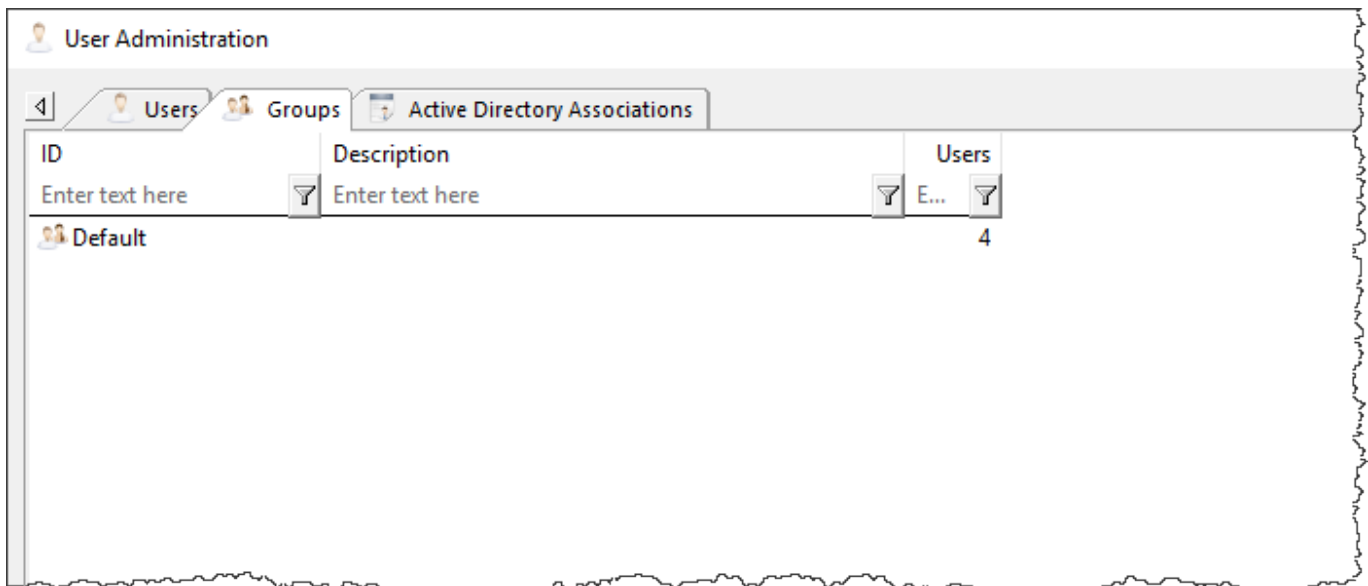 User Administration
Users Groups Active Directory Associations
ID Description Users
Enter text here Enter text here E...
Default 4